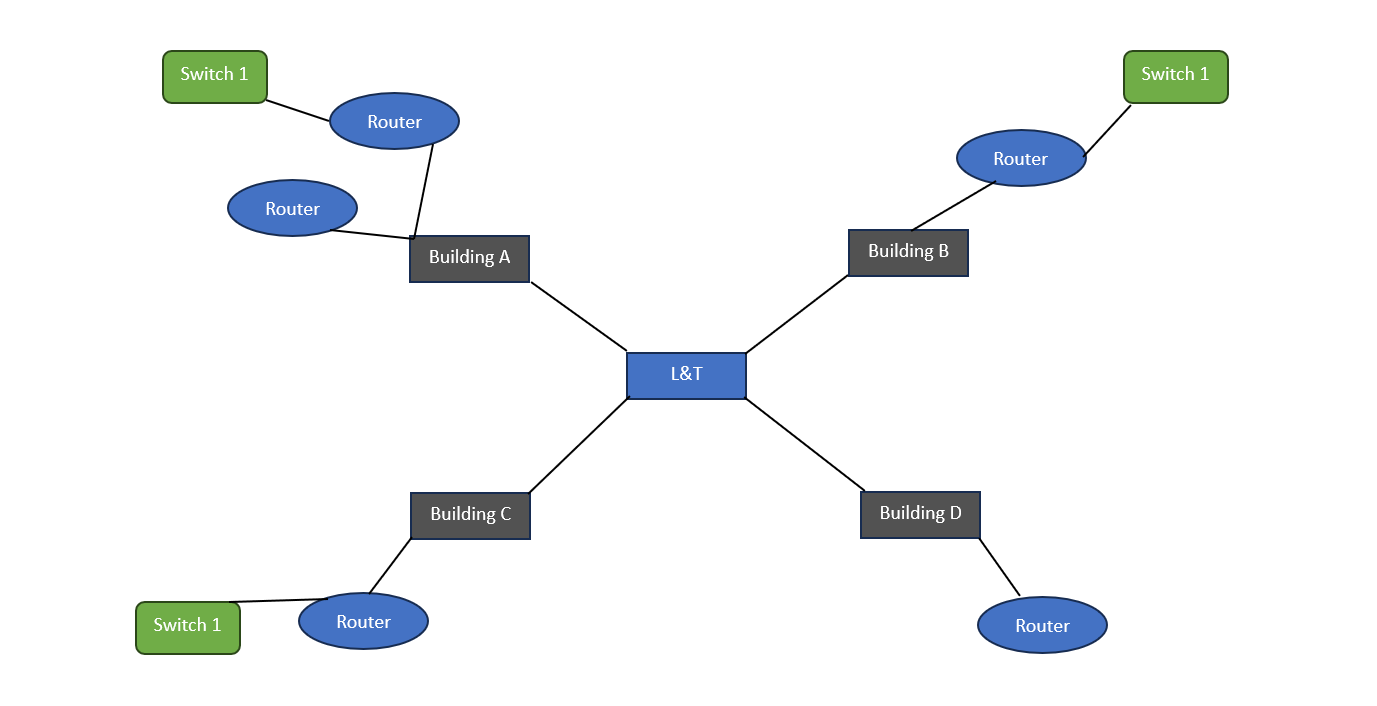 Switch 1
Switch 1
Router
Router
Router
Building A
Building B
L&T
Building C
Building D
Switch 1
Router
Router